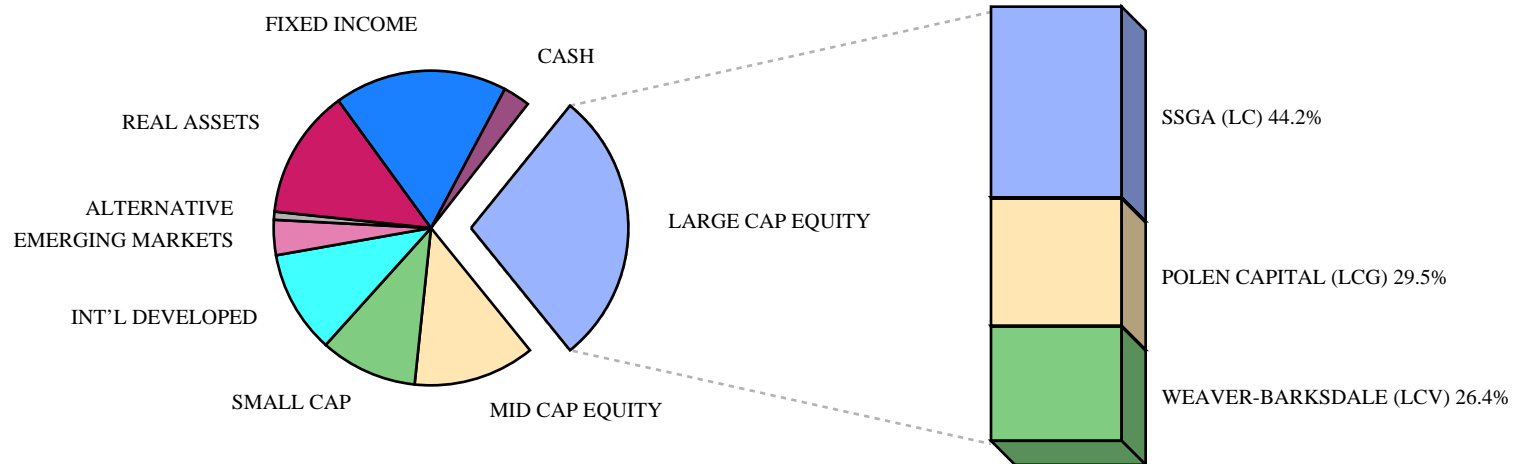 FIXED INCOME
CASH
REAL ASSETS
ALTERNATIVE
EMERGING MARKETS
INT'L DEVELOPED
SMALL CAP
MID CAP EQUITY
LARGE CAP EQUITY
SSGA (LC) 44.2%
POLEN CAPITAL (LCG) 29.5%
WEAVER-BARKSDALE (LCV) 26.4%